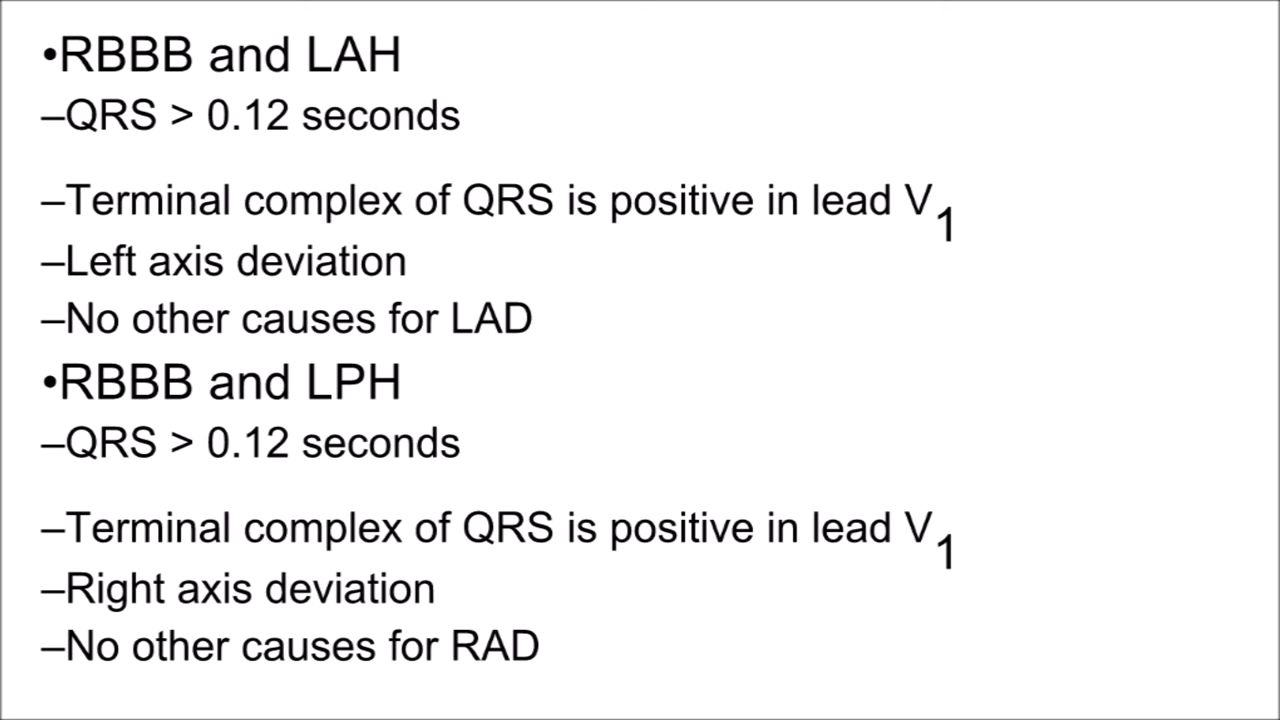 •RBBB and LAH
–QRS > 0.12 seconds
–Terminal complex of QRS is positive in lead V1
–Left axis deviation
–No other causes for LAD
•RBBB and LPH
–QRS > 0.12 seconds
–Terminal complex of QRS is positive in lead V1
–Right axis deviation
–No other causes for RAD